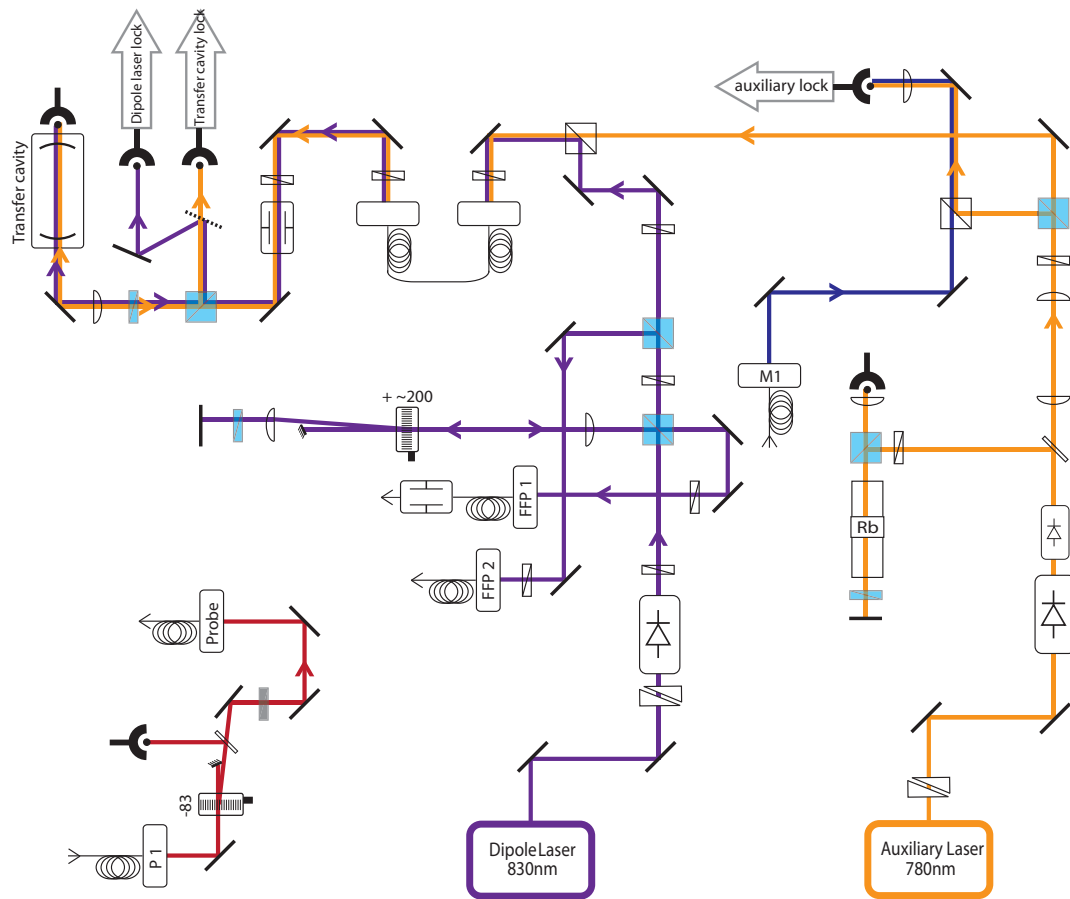 Dipole laser lock
Transfer cavity lock
auxiliary lock
Transfer cavity
M1
+ ~200
FFP 1
Rb
FFP 2
Probe
-83
P 1
Dipole Laser
830nm
Auxiliary Laser
780nm